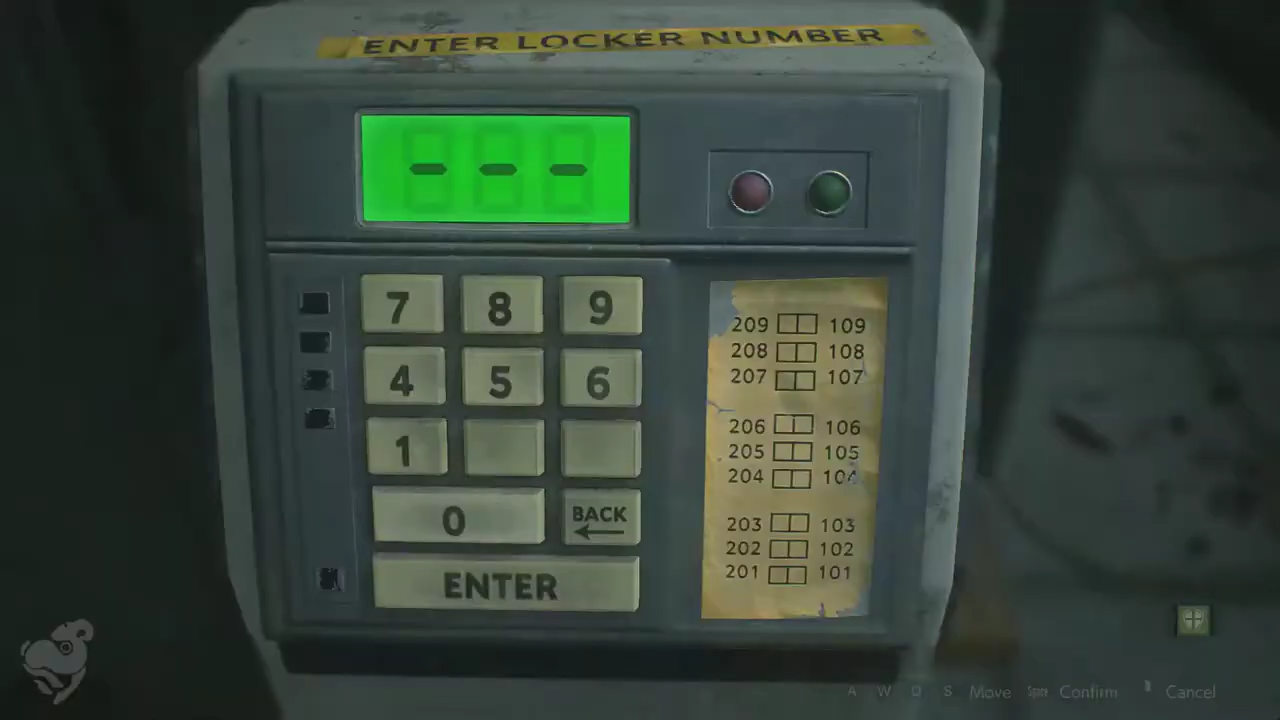 ENTER LOCKER NUMBER
- - -
7 8 9
4 5 6
1
0 BACK
ENTER
209 109
208 108
207 107
206 106
205 105
204 104
203 103
202 102
201 101
A W D S Move Space Confirm Cancel